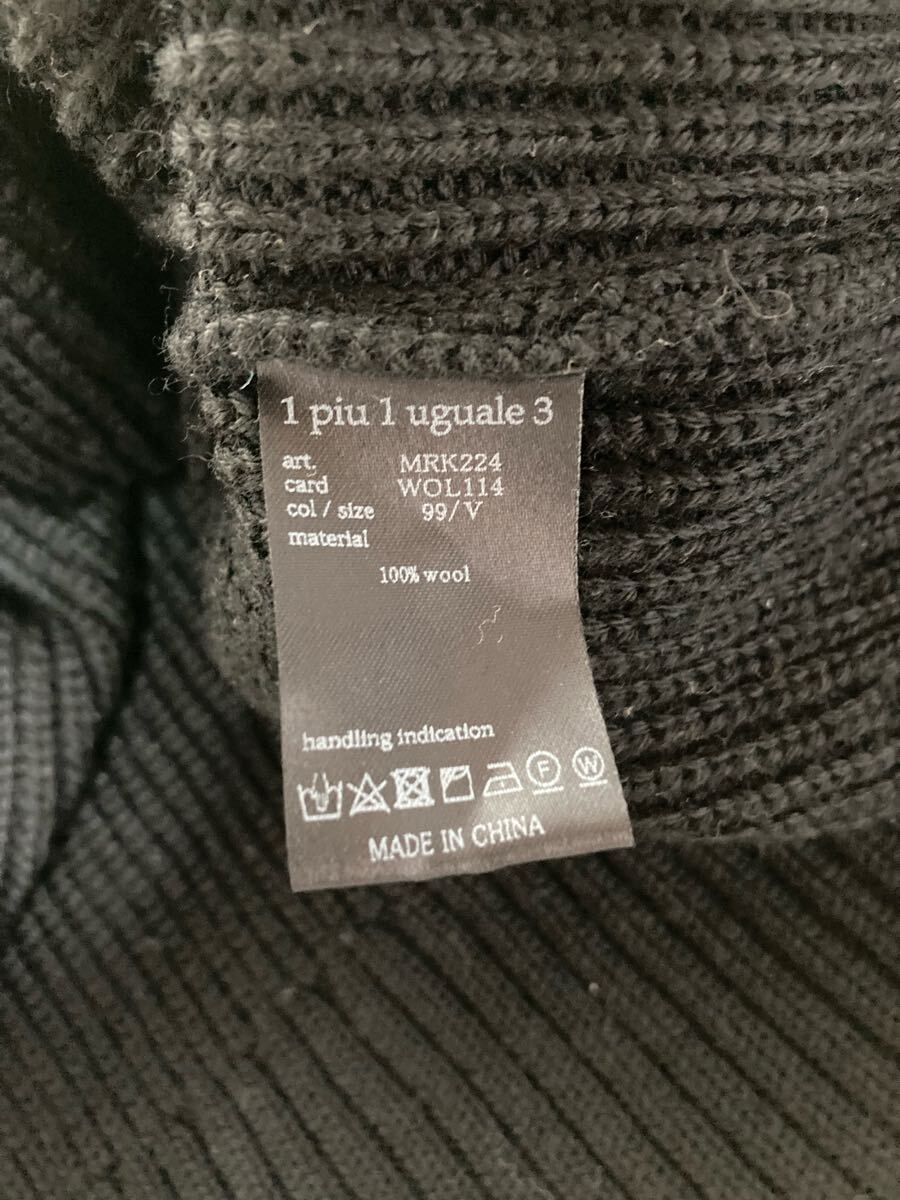 1 piu 1 uguale 3
art. MRK224
card WOL114
col / size 99/V
material
100% wool
handling indication
F W
MADE IN CHINA